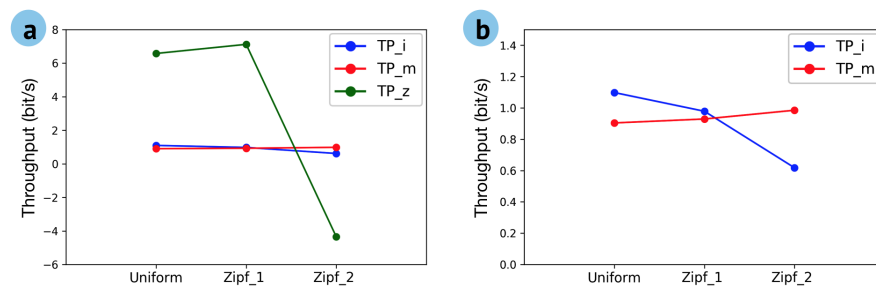 a
Throughput (bit/s)
8
6
4
2
0
−2
−4
−6
TP_i
TP_m
TP_z
Uniform Zipf_1 Zipf_2
b
Throughput (bit/s)
1.4
1.2
1.0
0.8
0.6
0.4
0.2
0.0
TP_i
TP_m
Uniform Zipf_1 Zipf_2